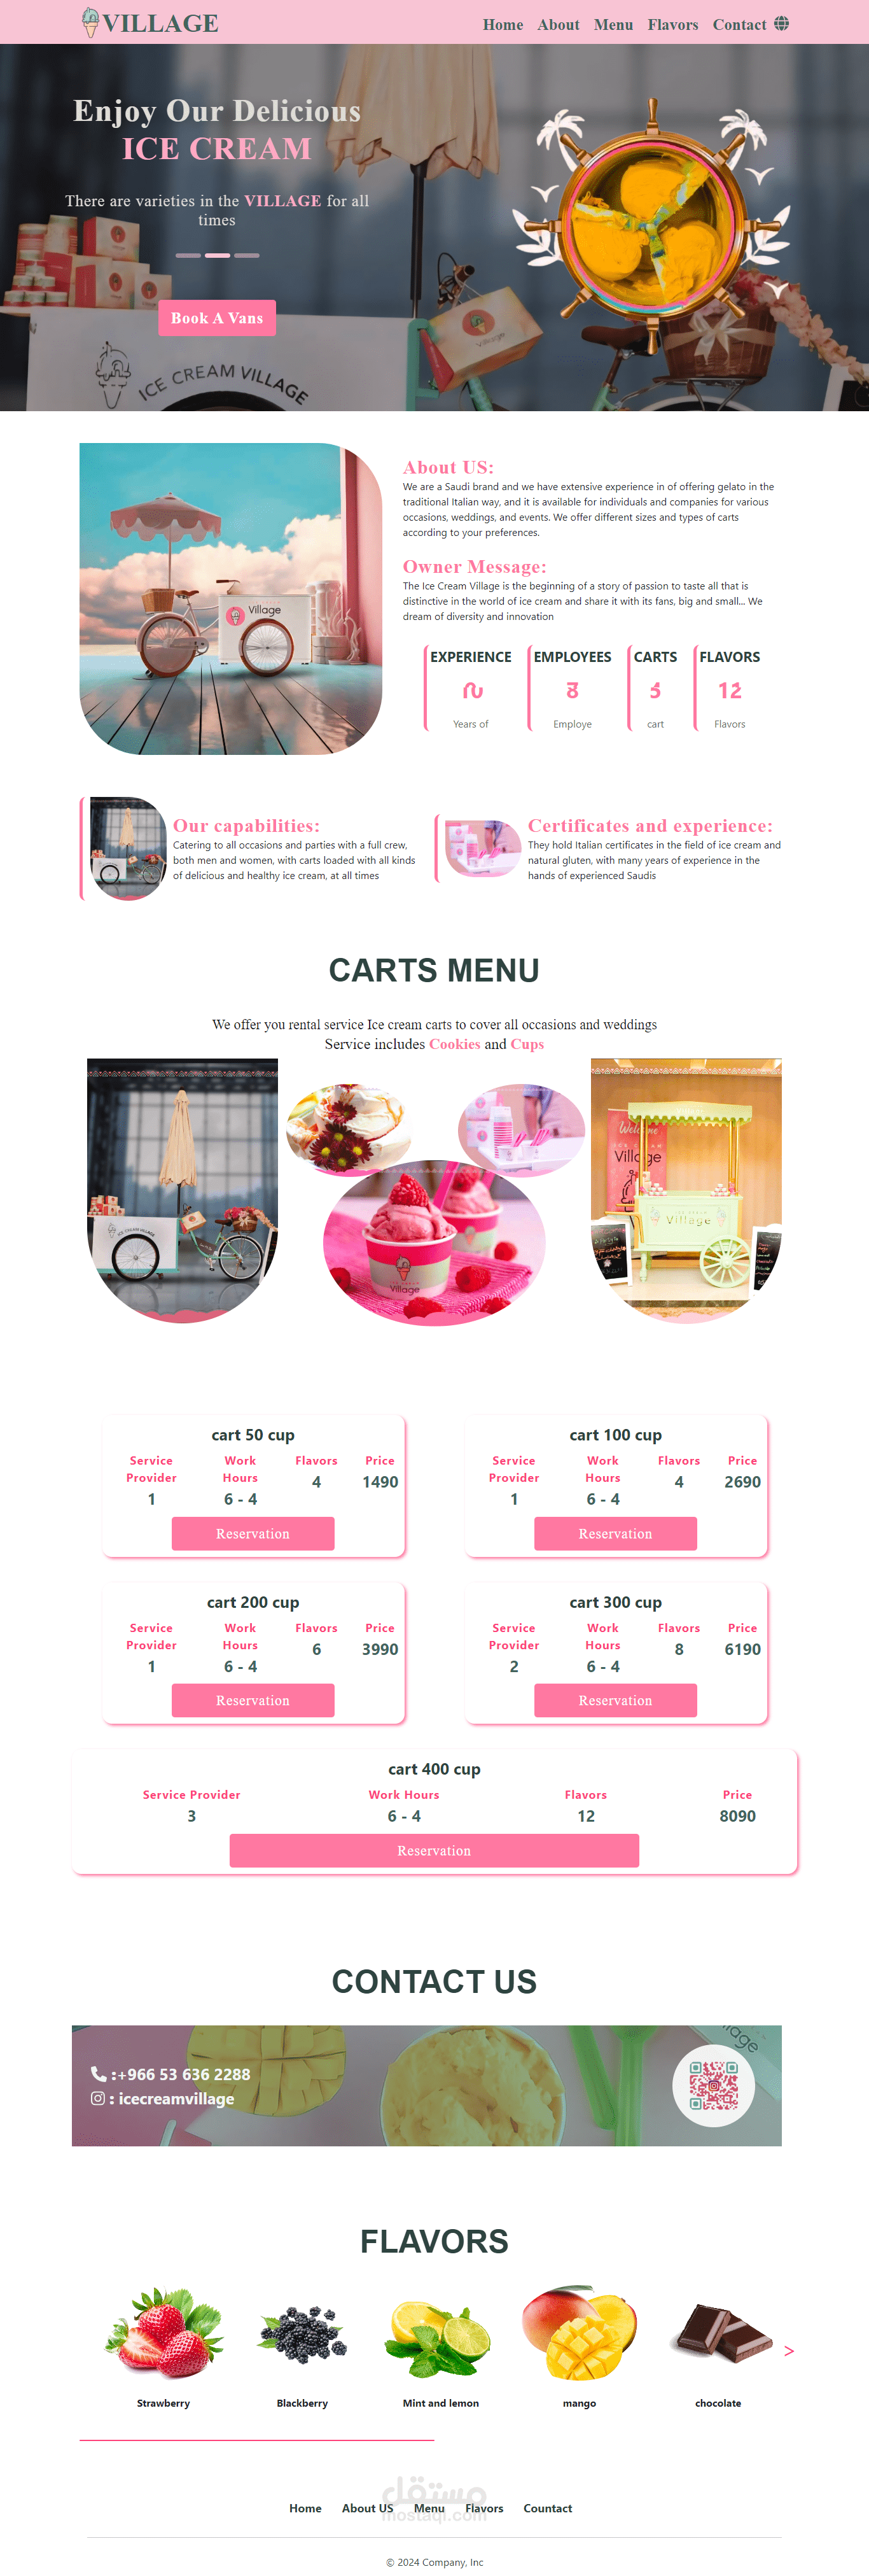 VILLAGE
Home About Menu Flavors Contact
Enjoy Our Delicious
ICE CREAM
There are varieties in the VILLAGE for all
times
Book A Vans
ICE CREAM VILLAGE
About US:
We are a Saudi brand and we have extensive experience in of offering gelato in the
traditional Italian way, and it is available for individuals and companies for various
occasions, weddings, and events. We offer different sizes and types of carts
according to your preferences.
Village
Owner Message:
The Ice Cream Village is the beginning of a story of passion to taste all that is
distinctive in the world of ice cream and share it with its fans, big and small... We
dream of diversity and innovation
EXPERIENCE EMPLOYEES CARTS FLAVORS
Years of Employe cart Flavors
Our capabilities:
Catering to all occasions and parties with a full crew,
both men and women, with carts loaded with all kinds
of delicious and healthy ice cream, at all times
Certificates and experience:
They hold Italian certificates in the field of ice cream and
natural gluten, with many years of experience in the
hands of experienced Saudis
CARTS MENU
We offer you rental service Ice cream carts to cover all occasions and weddings
Service includes Cookies and Cups
Welcome
Village
Village
Village
cart 50 cup
Service Provider Work Hours Flavors Price
1 6 - 4 4 1490
Reservation
cart 100 cup
Service Provider Work Hours Flavors Price
1 6 - 4 4 2690
Reservation
cart 200 cup
Service Provider Work Hours Flavors Price
1 6 - 4 6 3990
Reservation
cart 300 cup
Service Provider Work Hours Flavors Price
2 6 - 4 8 6190
Reservation
cart 400 cup
Service Provider Work Hours Flavors Price
3 6 - 4 12 8090
Reservation
CONTACT US
:+966 53 636 2288
: icecreamvillage
FLAVORS
Strawberry Blackberry Mint and lemon mango chocolate
>
مستقل
mostaql.com
Home About US Menu Flavors Countact
© 2024 Company, Inc